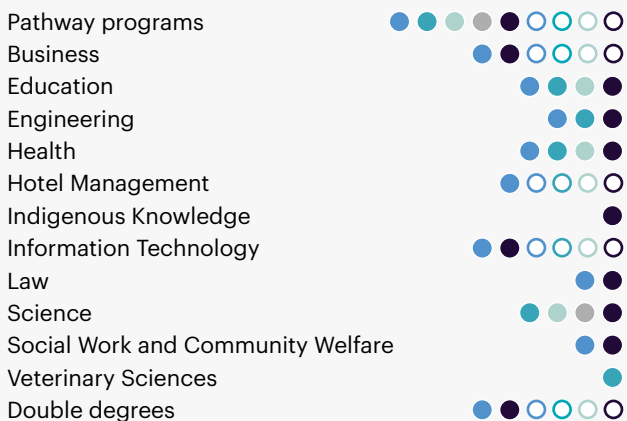 Pathway programs
Business
Education
Engineering
Health
Hotel Management
Indigenous Knowledge
Information Technology
Law
Science
Social Work and Community Welfare
Veterinary Sciences
Double degrees